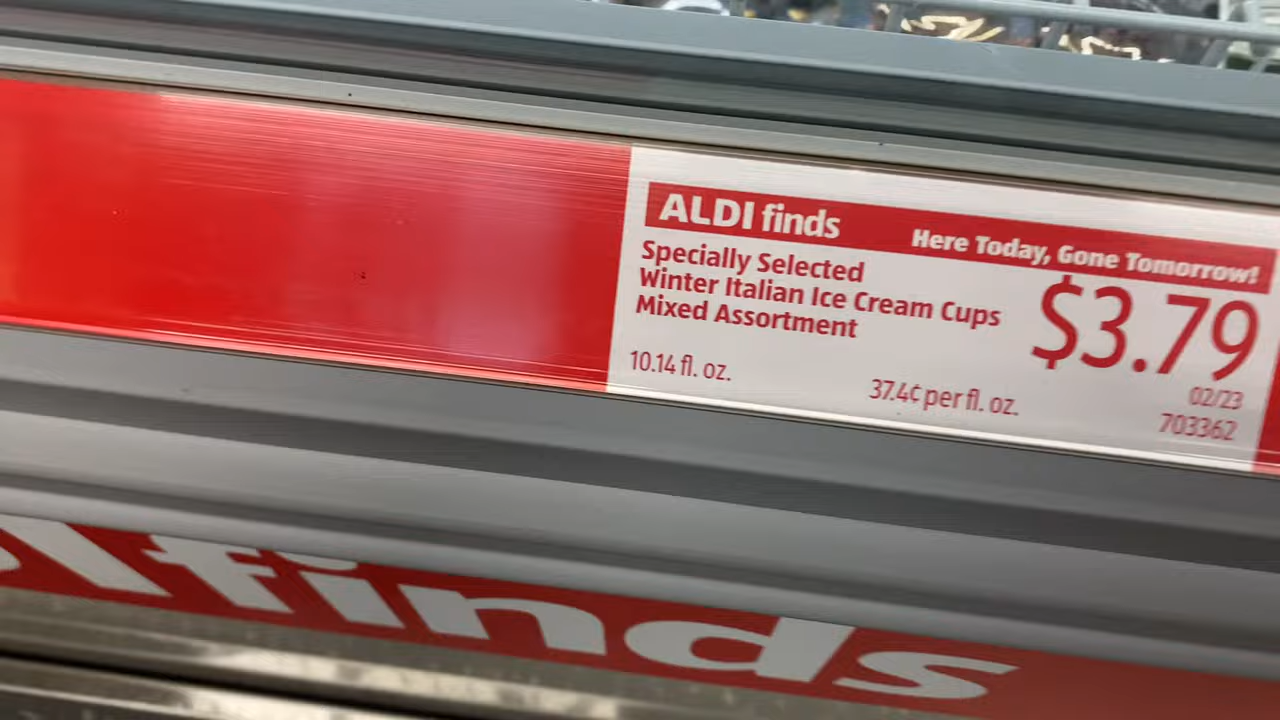 ALDI finds
Here Today, Gone Tomorrow!
Specially Selected
Winter Italian Ice Cream Cups
Mixed Assortment
$3.79
10.14 fl. oz.
37.4¢ per fl. oz.
02/23
703362
finds